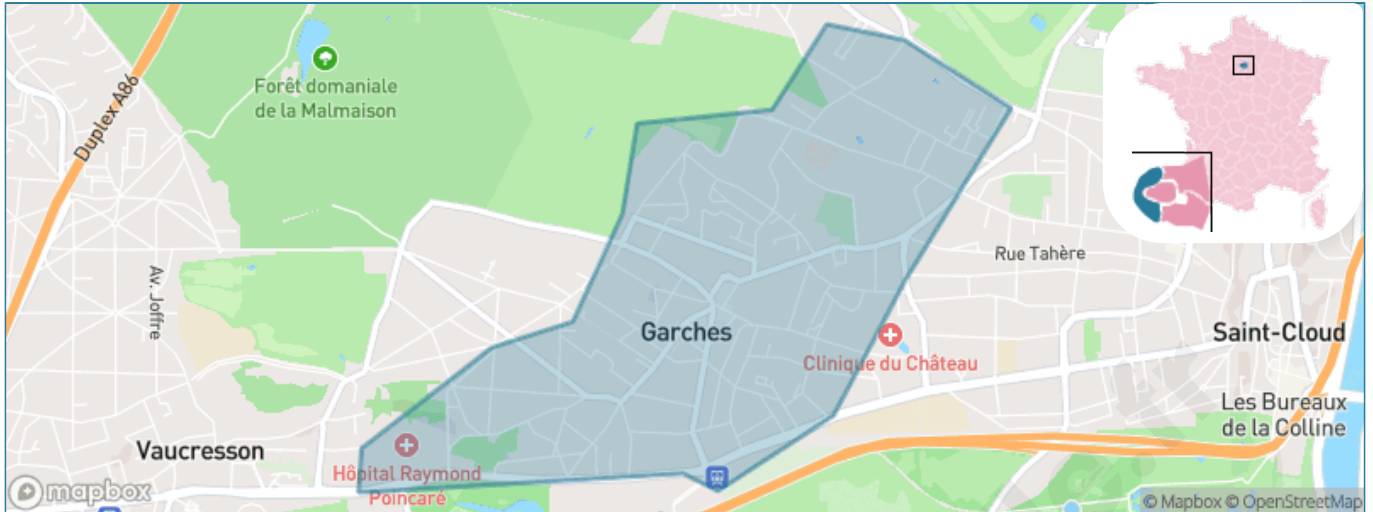 Forêt domaniale
de la Malmaison
Duplex A86
Av. Joffre
Rue Tahère
Garches
Saint-Cloud
Clinique du Château
Les Bureaux
de la Colline
Vaucresson
Hôpital Raymond
Poincaré
mapbox
© Mapbox © OpenStreetMap